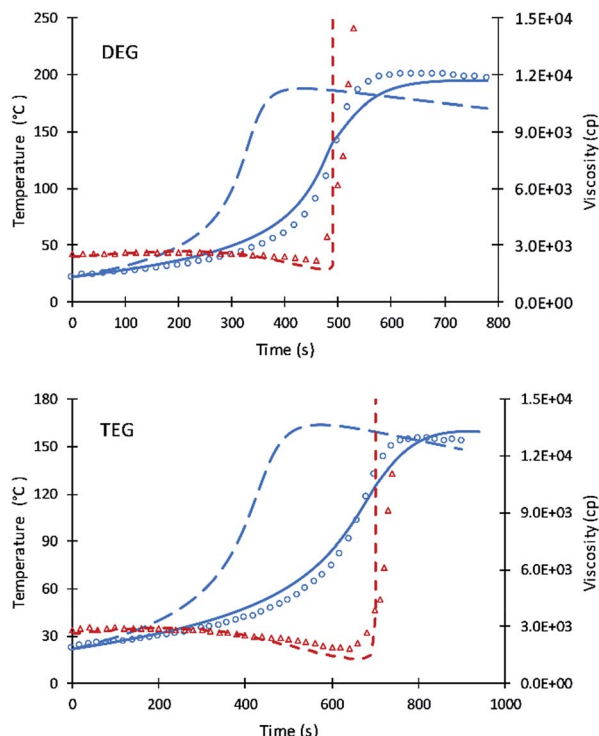 DEG
Temperature (°C)
250
200
150
100
50
0
1.5E+04
1.2E+04
9.0E+03
6.0E+03
3.0E+03
0.0E+00
Viscosity (cp)
0 100 200 300 400 500 600 700 800
Time (s)
TEG
Temperature (°C)
180
150
120
90
60
30
0
1.5E+04
1.2E+04
9.0E+03
6.0E+03
3.0E+03
0.0E+00
Viscosity (cp)
0 200 400 600 800 1000
Time (s)